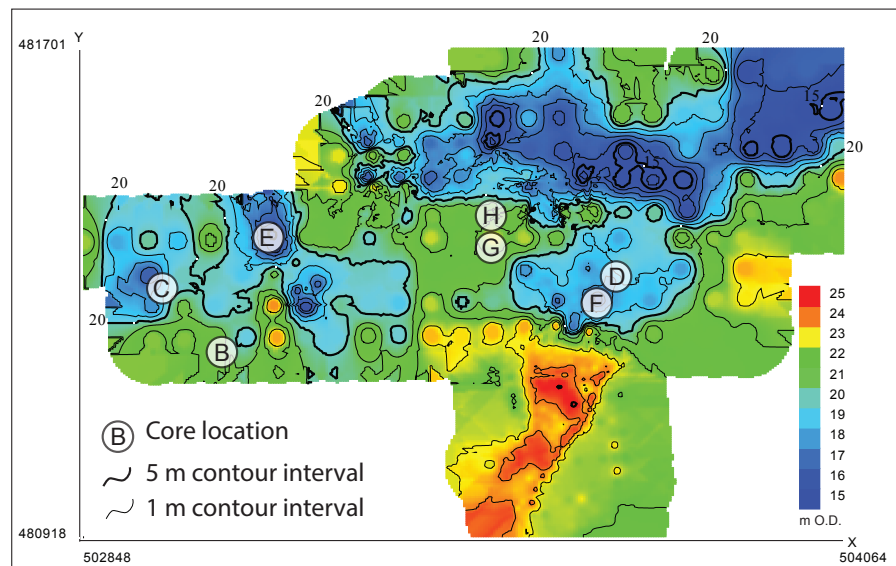 481701
Y
20
20
20
15
20
20
20
H
E
G
D
C
F
20
B
25
24
23
22
21
20
19
18
17
16
15
m O.D.
B Core location
5 m contour interval
1 m contour interval
480918
X
502848
504064